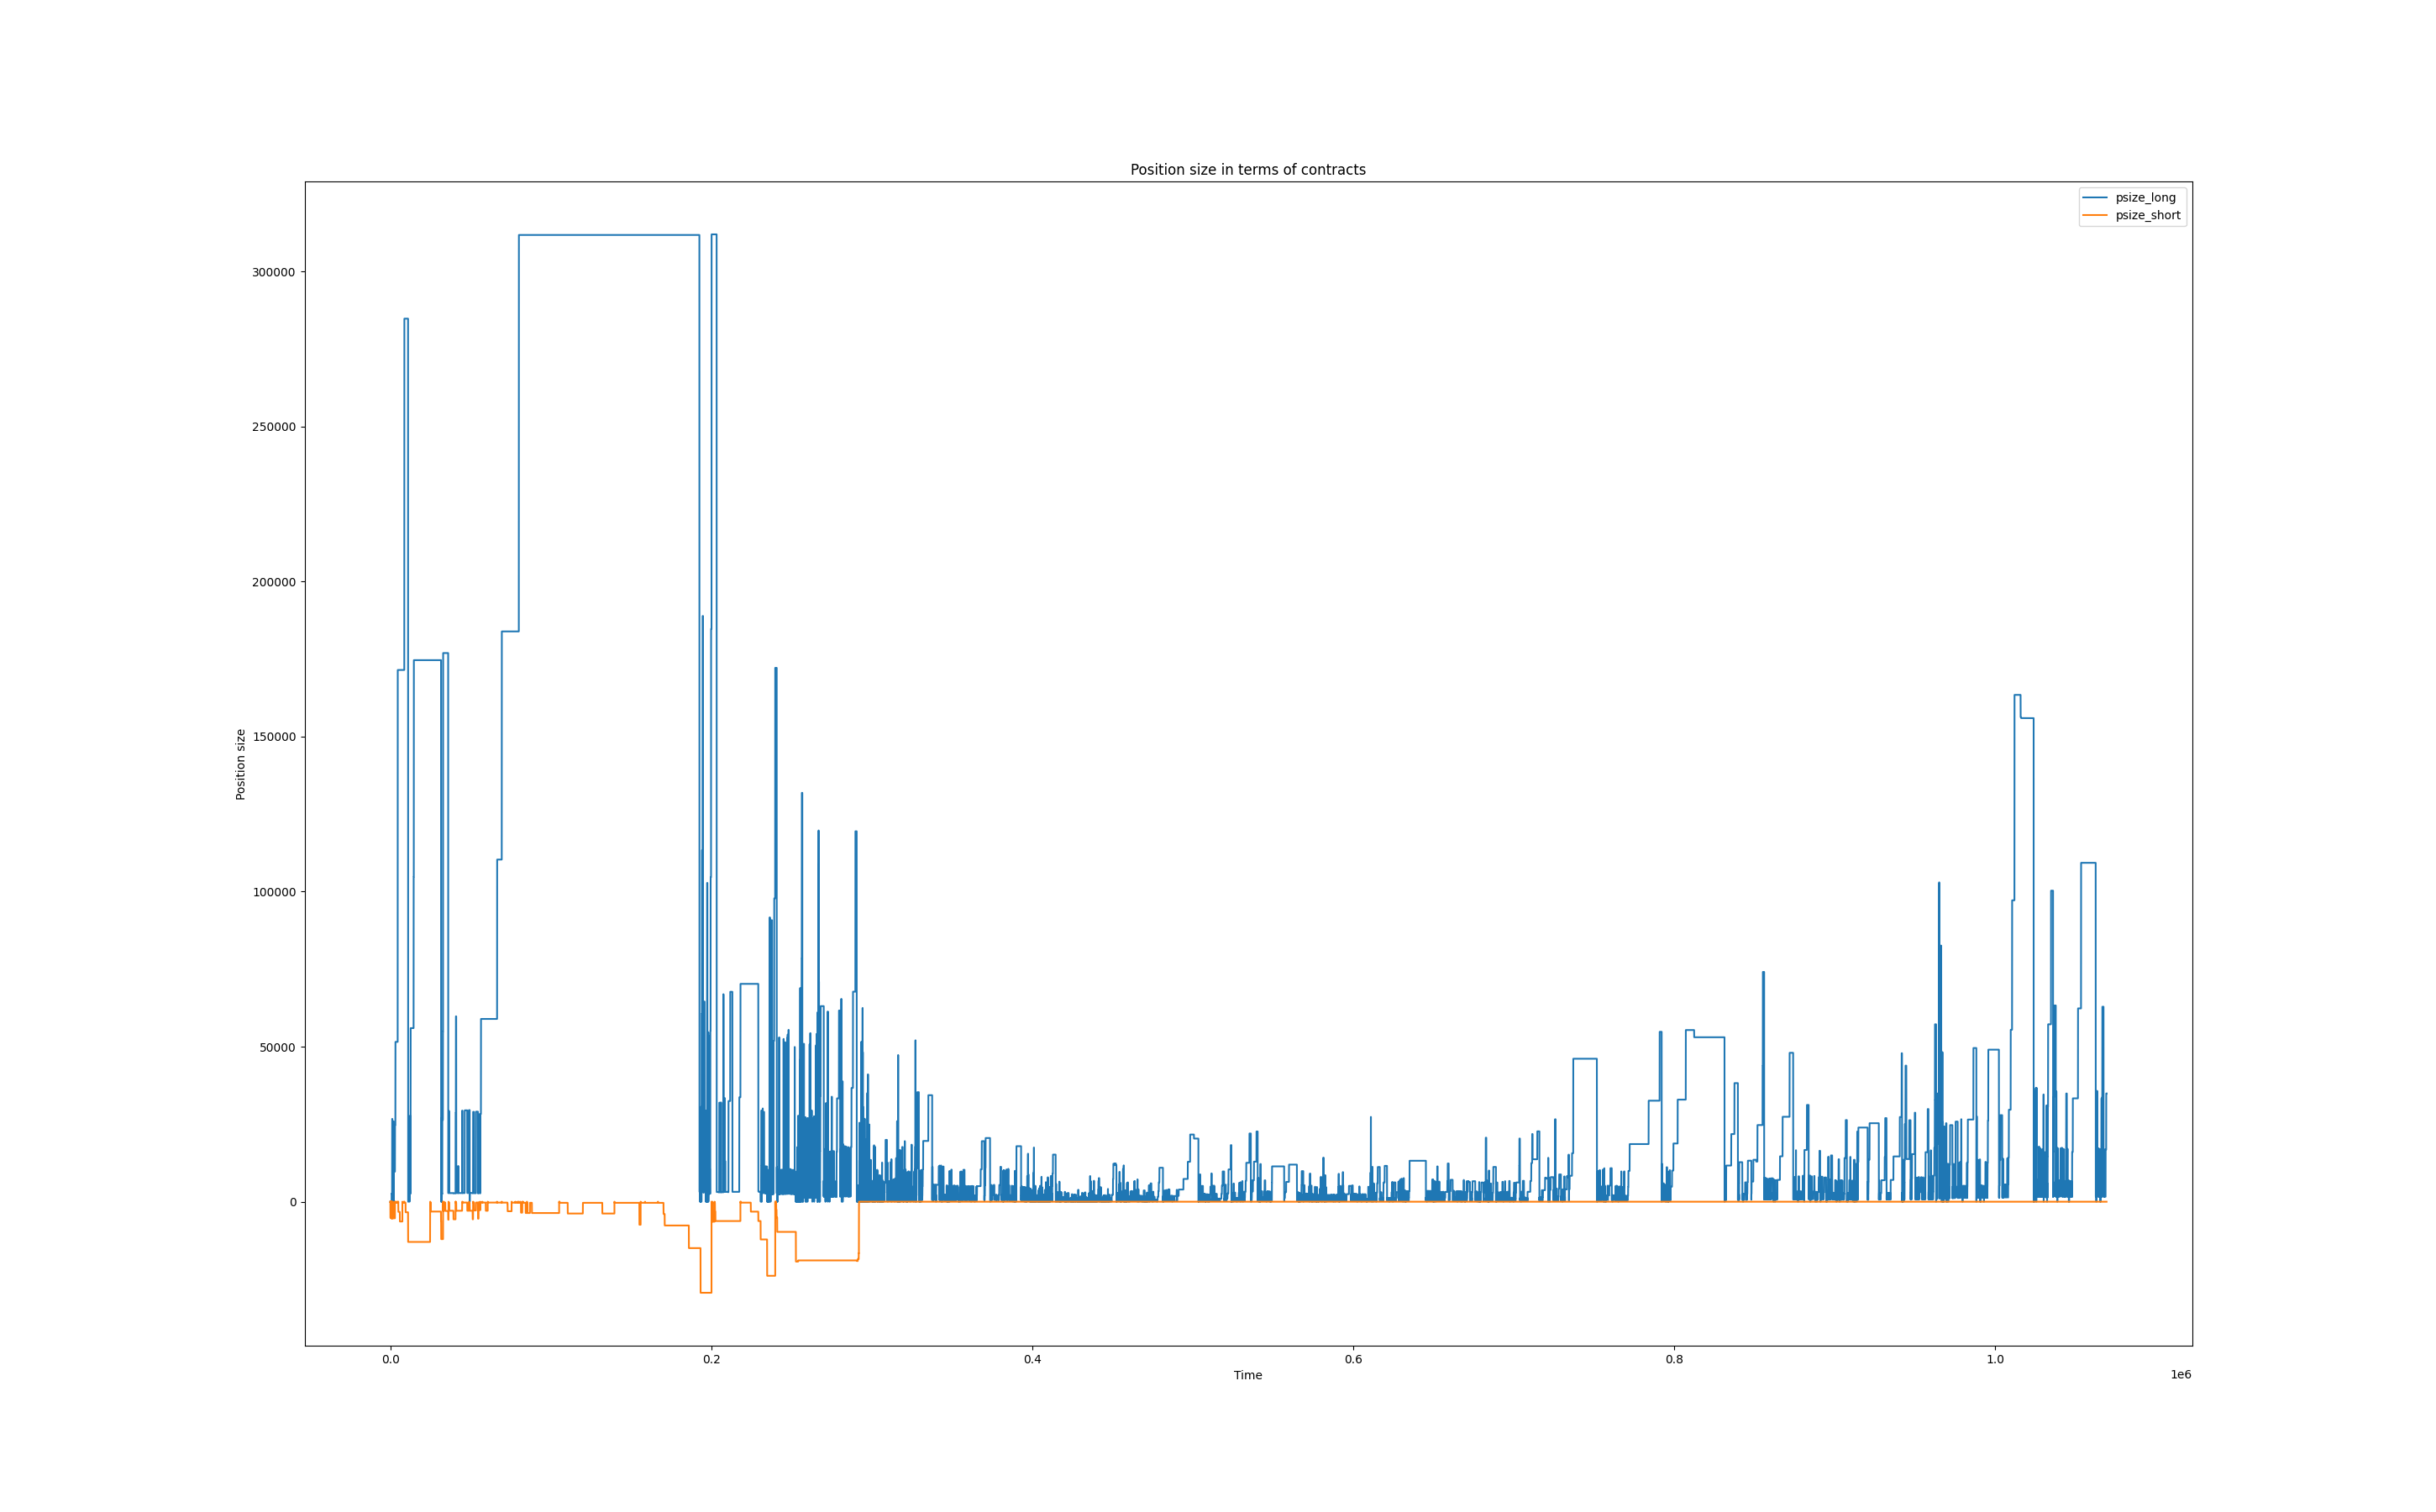 Position size in terms of contracts
psize_long
psize_short
300000
250000
200000
150000
100000
50000
0
Position size
0.0 0.2 0.4 0.6 0.8 1.0
Time
1e6